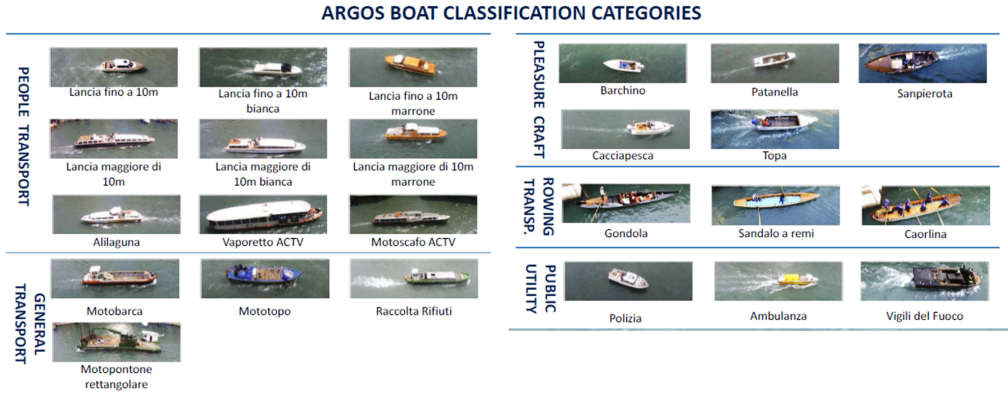 ARGOS BOAT CLASSIFICATION CATEGORIES
PEOPLE TRANSPORT
Lancia fino a 10m
Lancia fino a 10m
bianca
Lancia fino a 10m
marrone
Lancia maggiore di
10m
Lancia maggiore di
10m bianca
Lancia maggiore di 10m
marrone
Alilaguna
Vaporetto ACTV
Motoscafo ACTV
GENERAL
TRANSPORT
Motobarca
Mototopo
Raccolta Rifiuti
Motopontone
rettangolare
PLEASURE CRAFT
Barchino
Patanella
Sanpierota
Cacciapesca
Topa
ROWING
TRANSP.
Gondola
Sandalo a remi
Caorlina
PUBLIC
UTILITY
Polizia
Ambulanza
Vigili del Fuoco